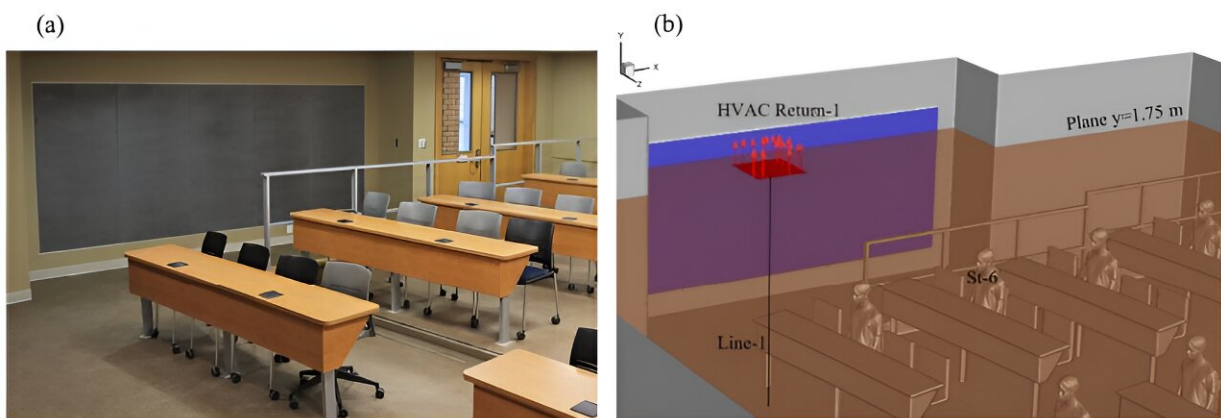 (a)
(b)
Y
X
Z
HVAC Return-1
Plane y=1.75 m
St-6
Line-1